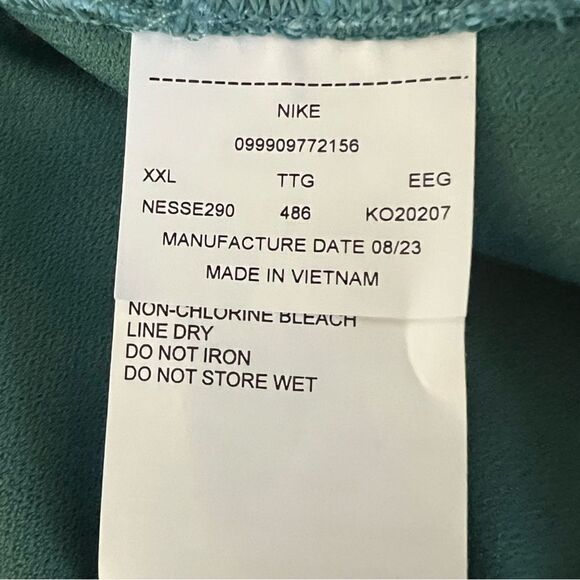 NIKE
099909772156
XXL TTG EEG
NESSE290 486 KO20207
MANUFACTURE DATE 08/23
MADE IN VIETNAM
NON-CHLORINE BLEACH
LINE DRY
DO NOT IRON
DO NOT STORE WET